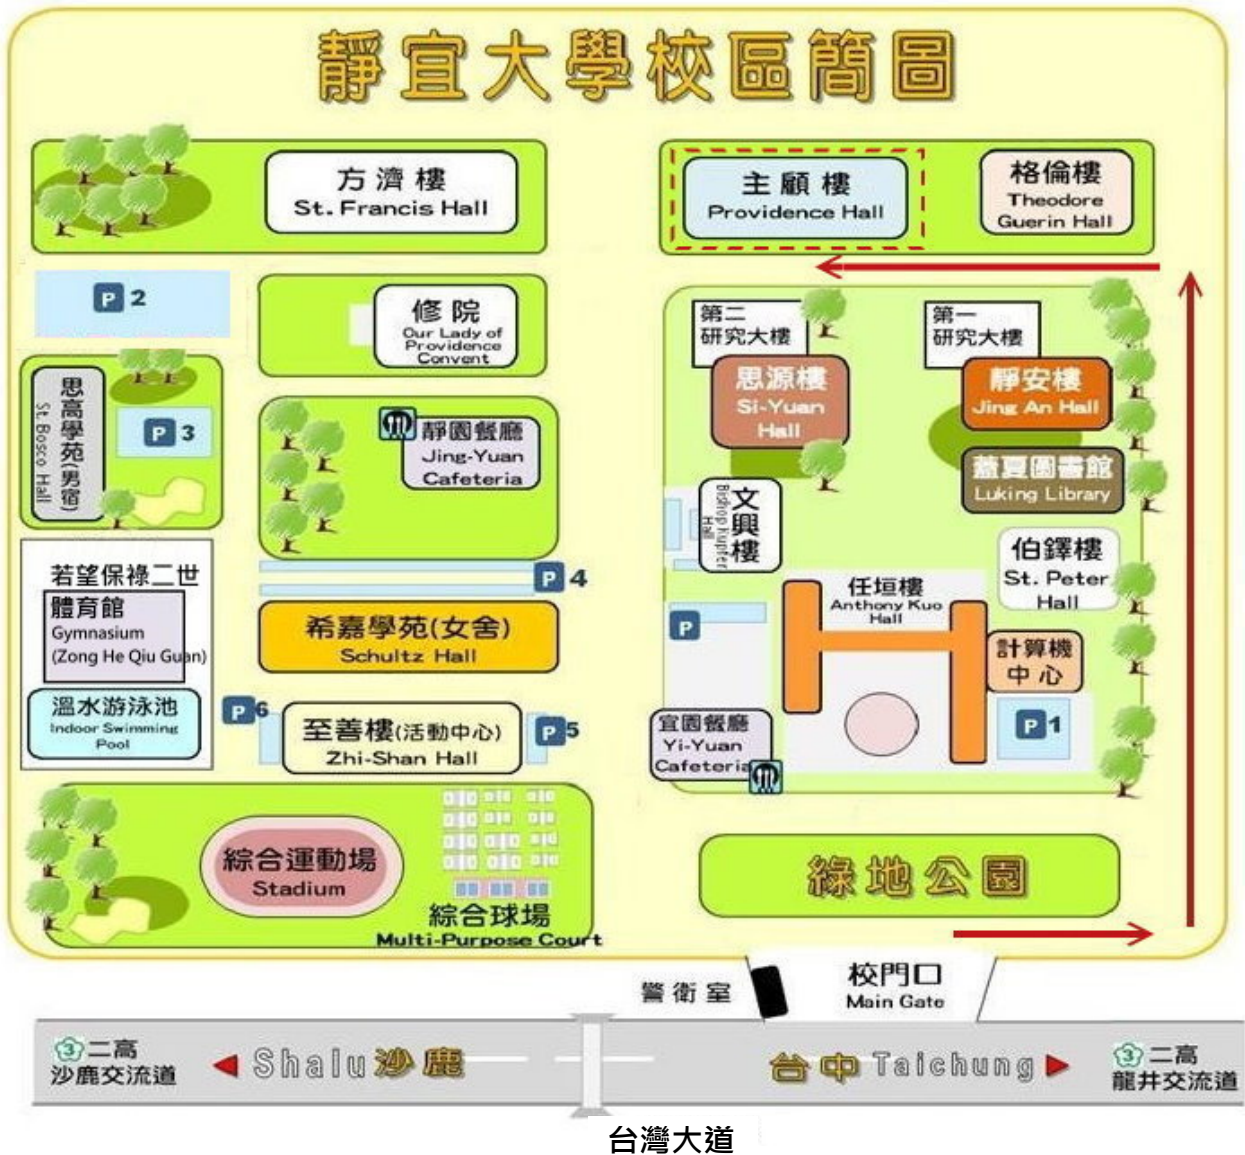 靜宜大學校區簡圖
方濟樓
St. Francis Hall
主顧樓
Providence Hall
格倫樓
Theodore
Guerin Hall
P 2
修院
Our Lady of
Providence
Convent
第二
研究大樓
第一
研究大樓
思源樓
Si-Yuan
Hall
靜安樓
Jing An Hall
思高學苑(男宿)
St. Bosco Hall
P 3
靜園餐廳
Jing-Yuan
Cafeteria
蓋夏圖書館
Luking Library
文興樓
Bishop Kupfer
Hall
伯鐸樓
St. Peter
Hall
若望保祿二世
體育館
Gymnasium
(Zong He Qiu Guan)
P 4
任垣樓
Anthony Kuo
Hall
希嘉學苑(女舍)
Schultz Hall
P
計算機
中心
溫水游泳池
Indoor Swimming
Pool
P 6
至善樓(活動中心)
Zhi-Shan Hall
P 5
宜園餐廳
Yi-Yuan
Cafeteria
P 1
綜合運動場
Stadium
綜合球場
Multi-Purpose Court
綠地公園
警衛室
校門口
Main Gate
3 二高
沙鹿交流道
Shalu 沙鹿
台中 Taichung
3 二高
龍井交流道
台灣大道